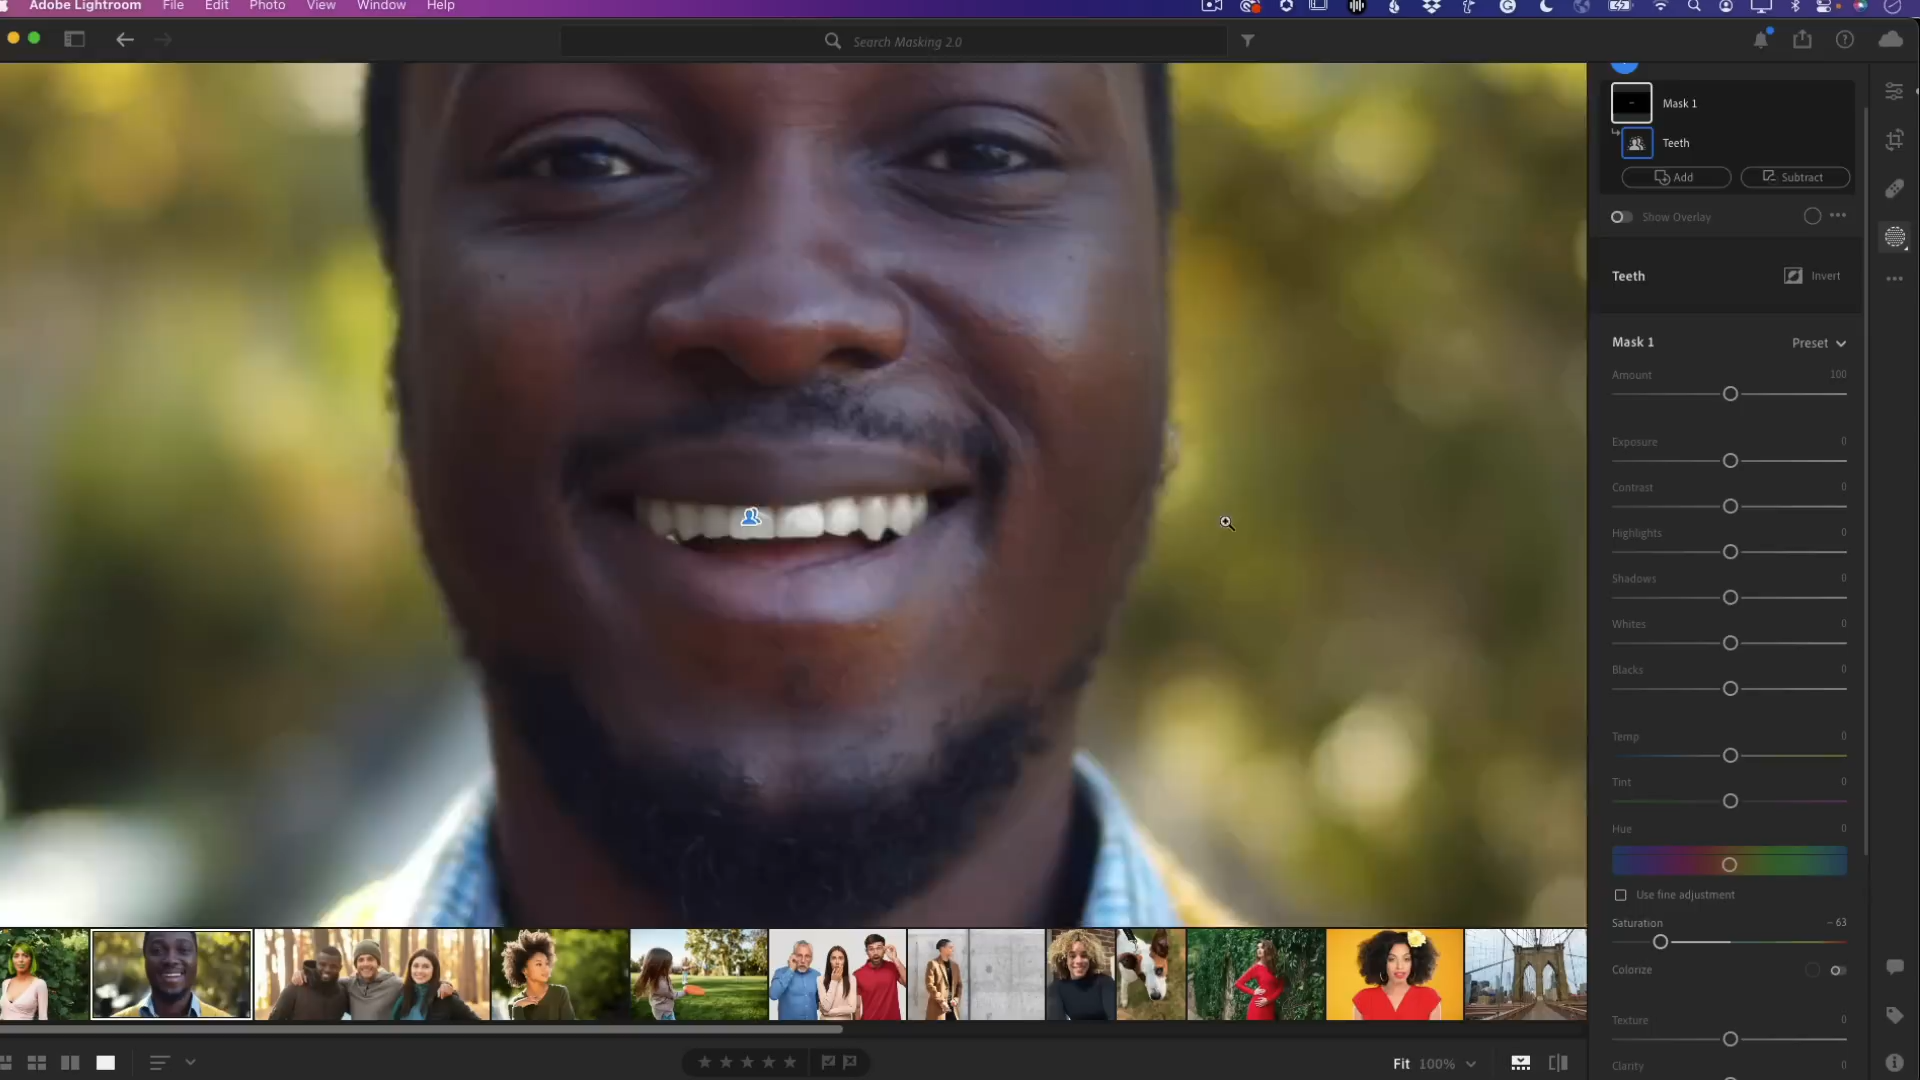 Adobe Lightroom File Edit Photo View Window Help
Search Masking 2.0
Mask 1
Teeth
Add Subtract
Show Overlay
Teeth Invert
Mask 1 Preset
Amount 100
Exposure 0
Contrast 0
Highlights 0
Shadows 0
Whites 0
Blacks 0
Temp 0
Tint 0
Hue 0
Use fine adjustment
Saturation – 63
Colorize
Texture 0
Clarity 0
Fit 100%